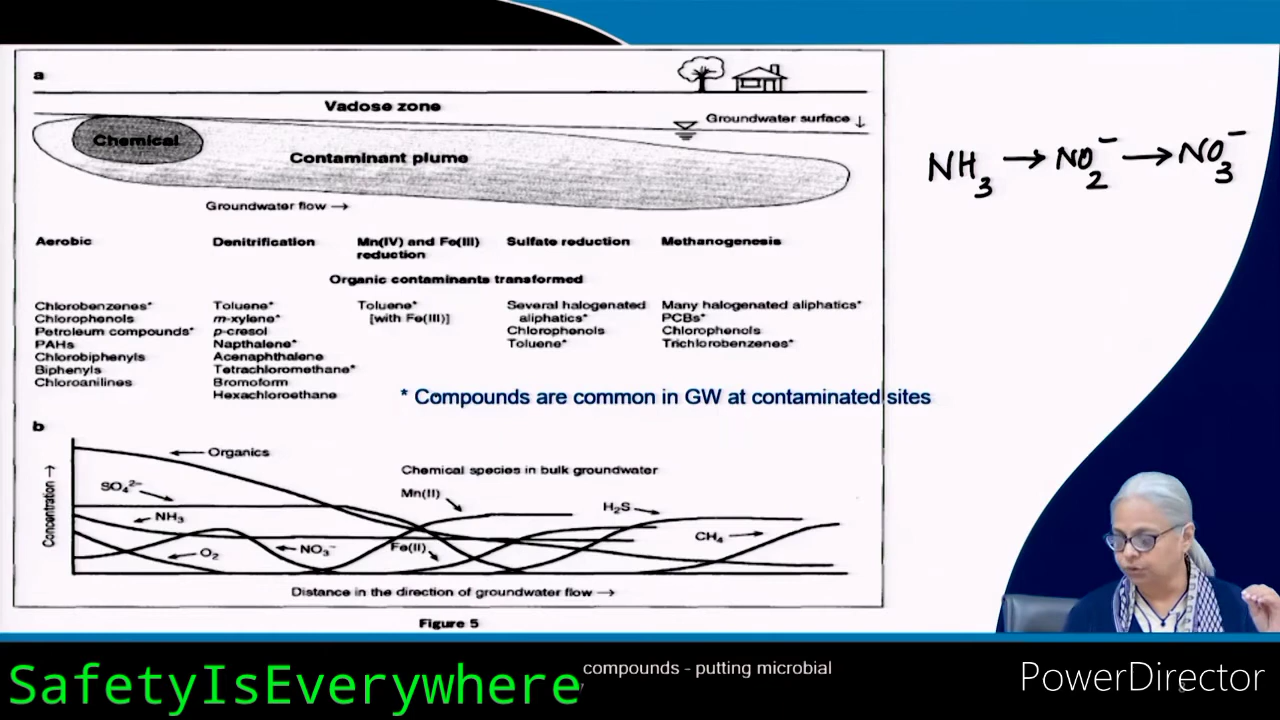 a
Vadose zone
Groundwater surface ↓
Chemical
Contaminant plume
Groundwater flow →
NH3 → NO2⁻ → NO3⁻
Aerobic
Denitrification
Mn(IV) and Fe(III)
reduction
Sulfate reduction
Methanogenesis
Organic contaminants transformed
Chlorobenzenes*
Chlorophenols
Petroleum compounds*
PAHs
Chlorobiphenyls
Biphenyls
Chloroanilines
Toluene*
m-xylene*
p-cresol
Napthalene*
Acenaphthalene
Tetrachloromethane*
Bromoform
Hexachloroethane
Toluene*
[with Fe(III)]
Several halogenated
aliphatics*
Chlorophenols
Toluene*
Many halogenated aliphatics*
PCBs*
Chlorophenols
Trichlorobenzenes*
* Compounds are common in GW at contaminated sites
b
Concentration →
Organics
Chemical species in bulk groundwater
SO4²⁻
Mn(II)
H2S
NH3
CH4
O2
NO3⁻
Fe(II)
Distance in the direction of groundwater flow →
Figure 5
SafetyIsEverywhere
compounds - putting microbial
PowerDirector